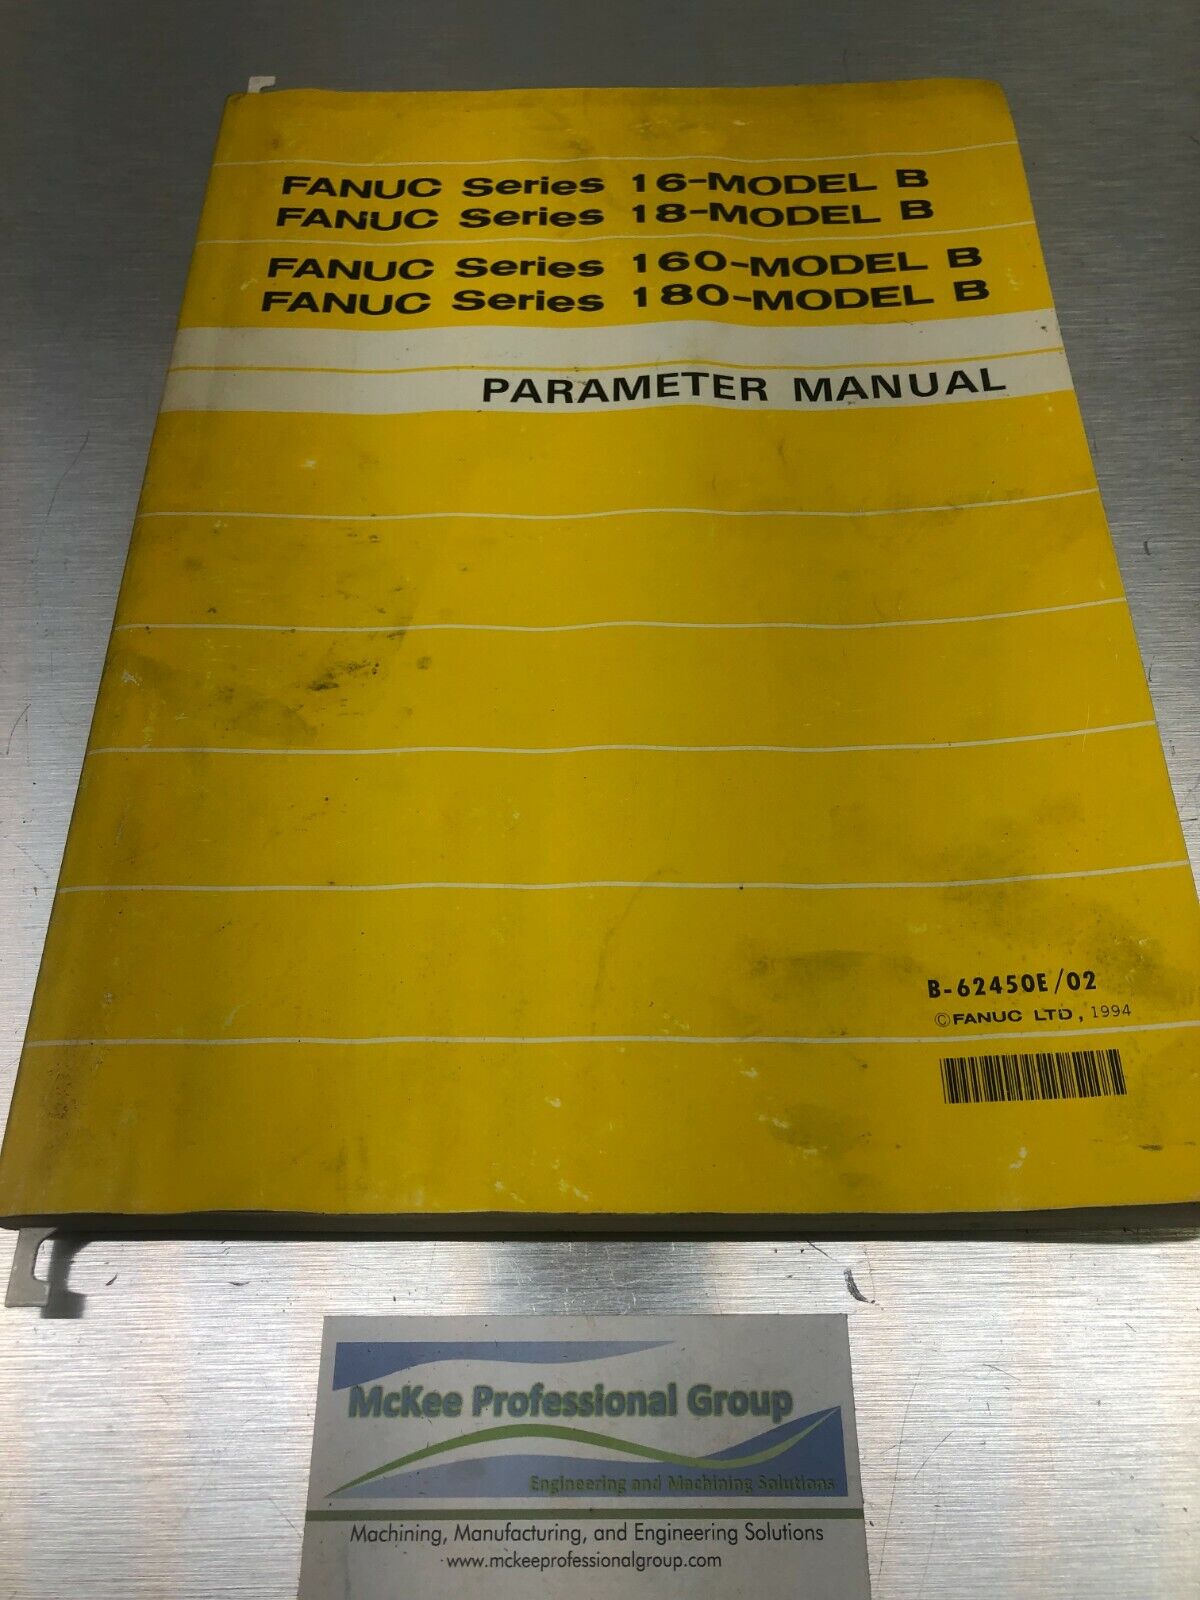 FANUC Series 16-MODEL B
FANUC Series 18-MODEL B
FANUC Series 160-MODEL B
FANUC Series 180-MODEL B
PARAMETER MANUAL
B-62450E/02
©FANUC LTD, 1994
McKee Professional Group
Engineering and Machining Solutions
Machining, Manufacturing, and Engineering Solutions
www.mckeeprofessionalgroup.com